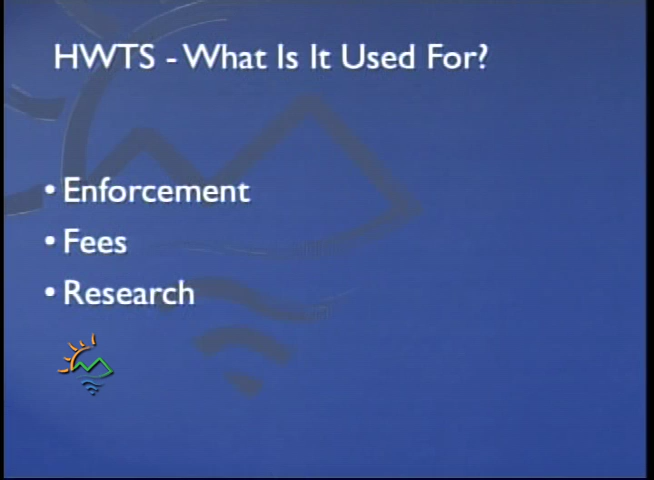 HWTS - What Is It Used For?
• Enforcement
• Fees
• Research